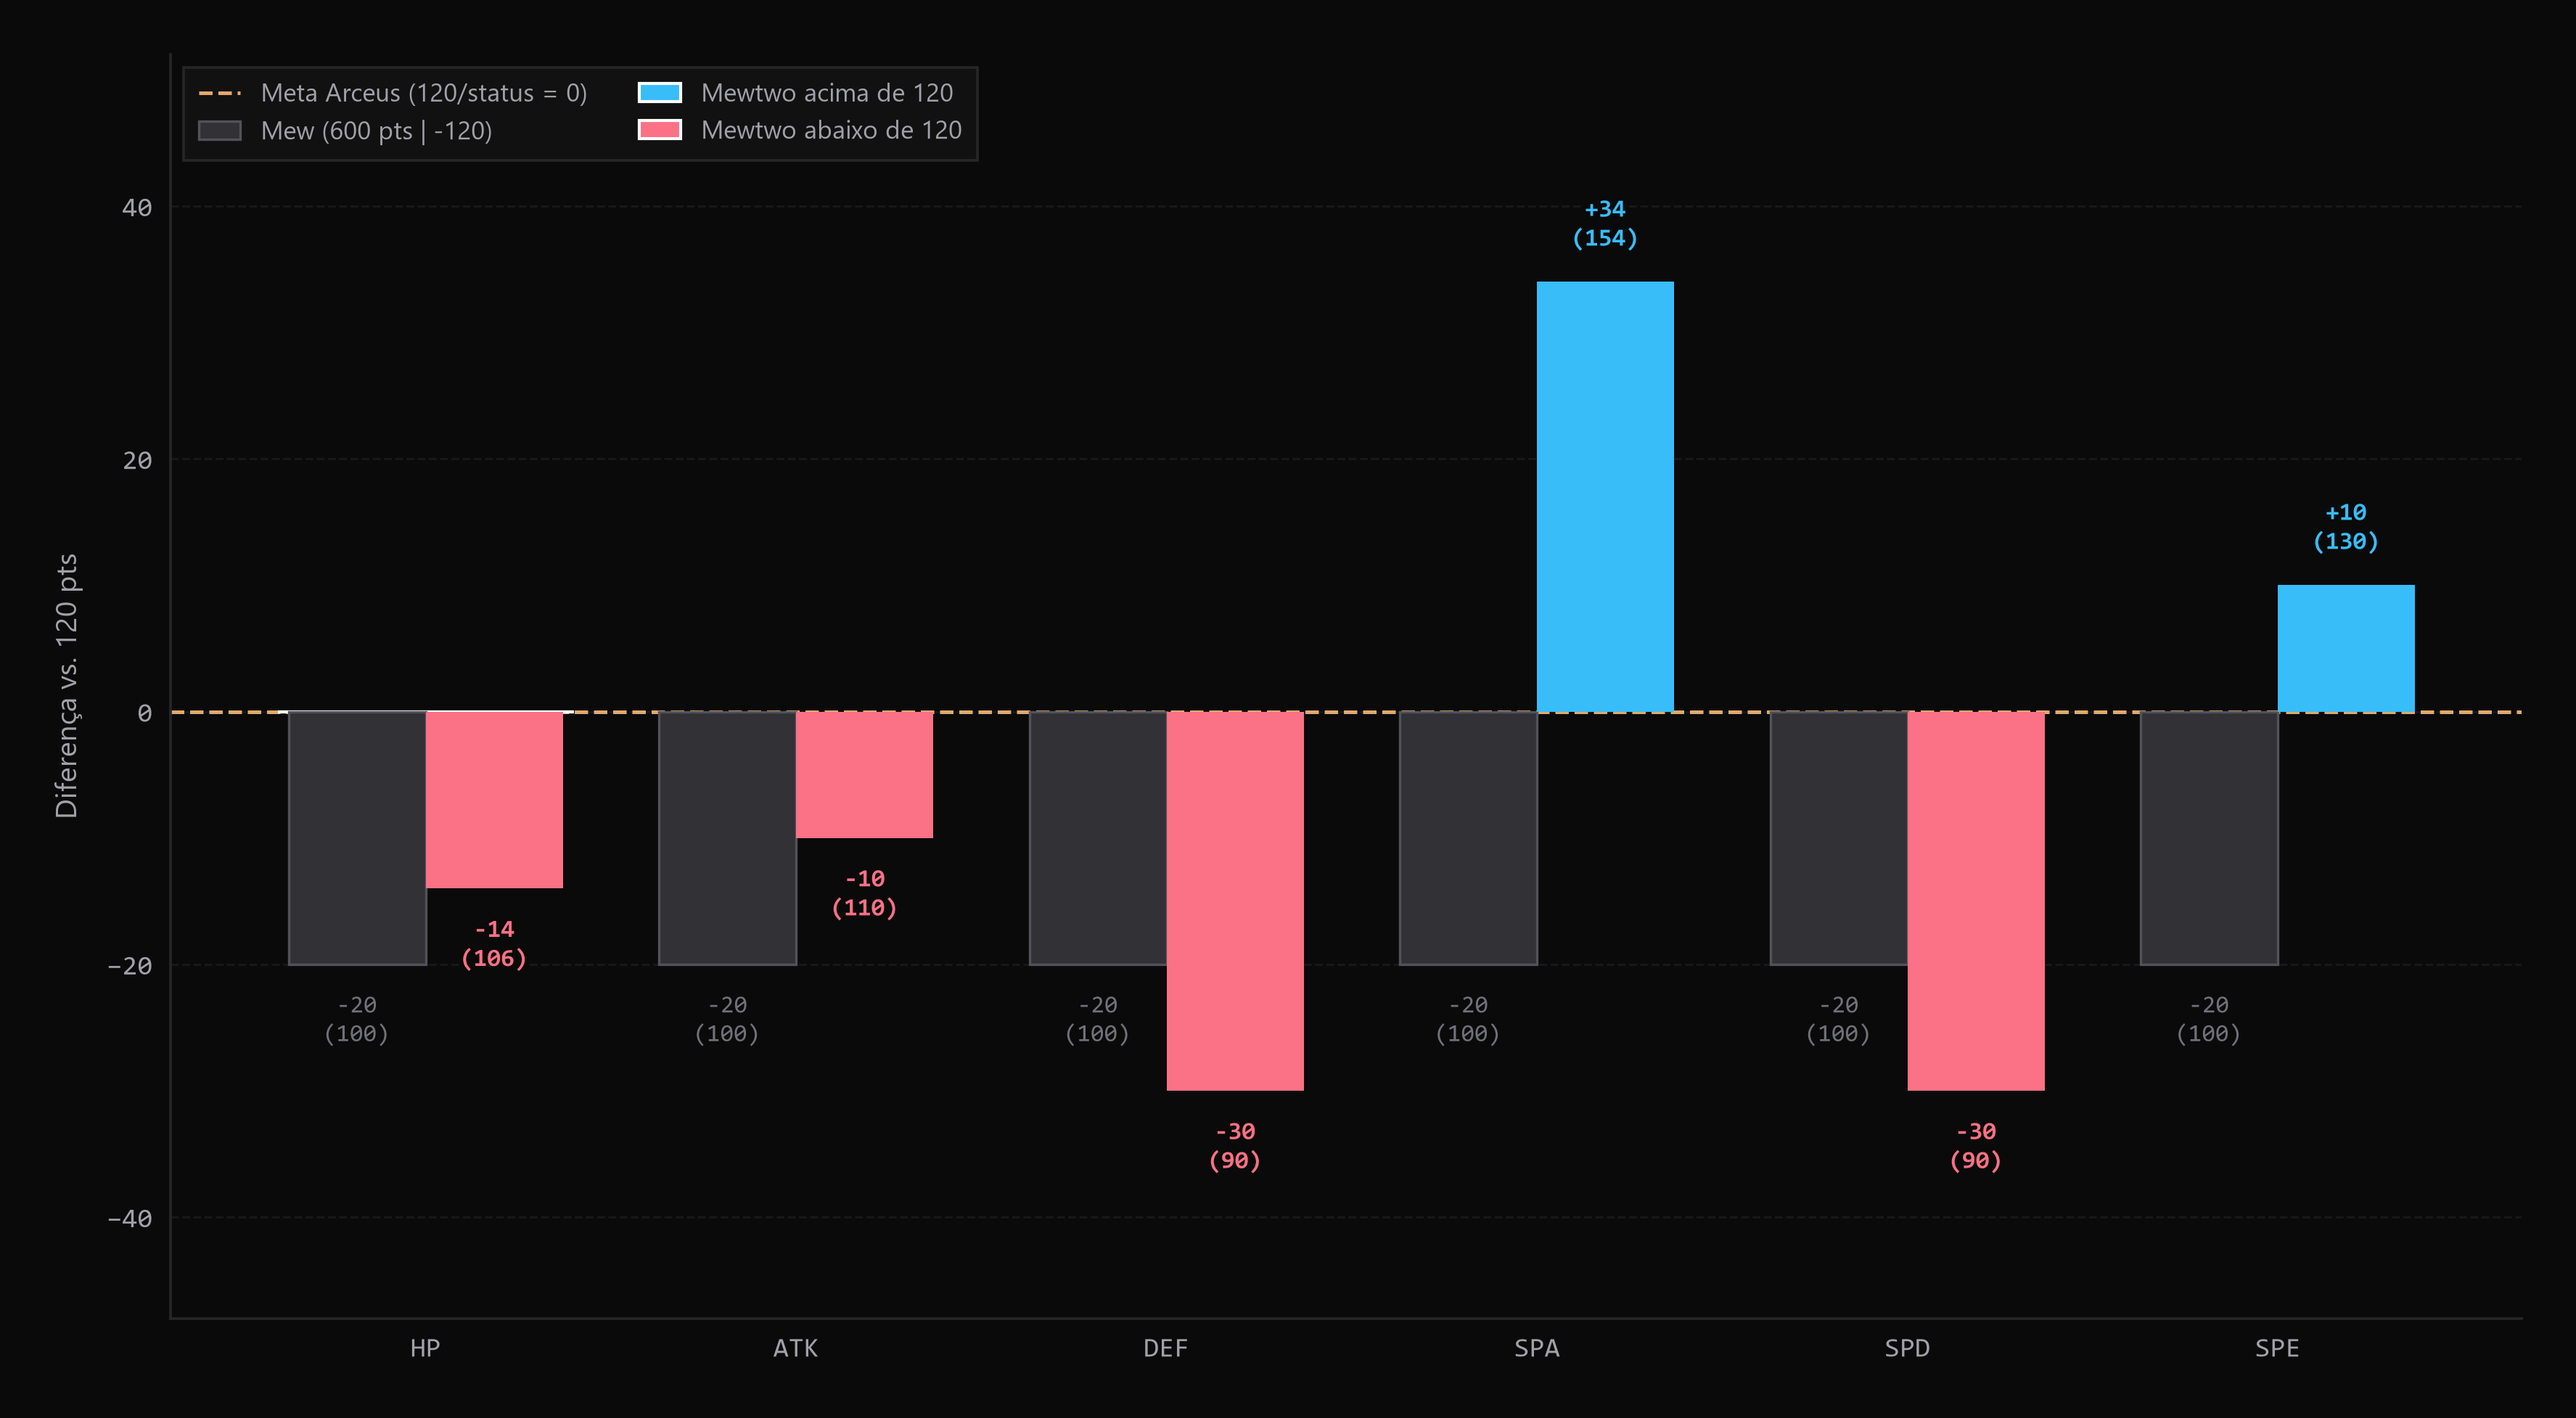 Meta Arceus (120/status = 0)
Mew (600 pts | -120)
Mewtwo acima de 120
Mewtwo abaixo de 120
Diferença vs. 120 pts
40
20
0
−20
−40
-20
(100)
-14
(106)
-20
(100)
-10
(110)
-20
(100)
-30
(90)
-20
(100)
+34
(154)
-20
(100)
-30
(90)
-20
(100)
+10
(130)
HP
ATK
DEF
SPA
SPD
SPE